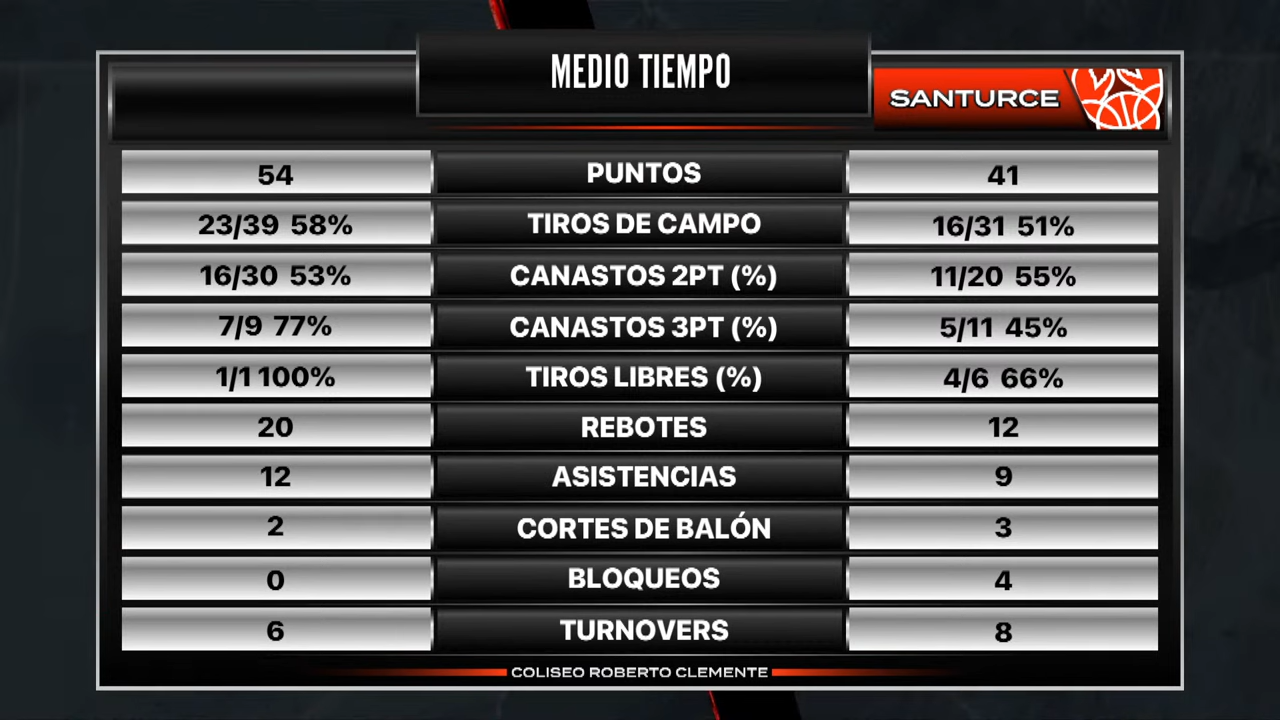 MEDIO TIEMPO
SANTURCE
54 PUNTOS 41
23/39 58% TIROS DE CAMPO 16/31 51%
16/30 53% CANASTOS 2PT (%) 11/20 55%
7/9 77% CANASTOS 3PT (%) 5/11 45%
1/1 100% TIROS LIBRES (%) 4/6 66%
20 REBOTES 12
12 ASISTENCIAS 9
2 CORTES DE BALÓN 3
0 BLOQUEOS 4
6 TURNOVERS 8
COLISEO ROBERTO CLEMENTE